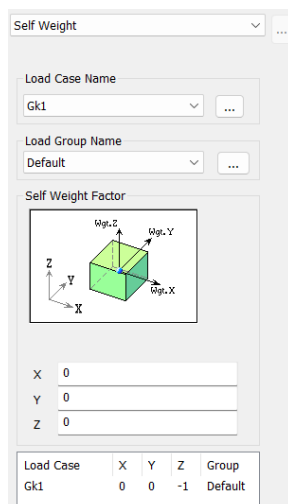 Self Weight
...
Load Case Name
Gk1
...
Load Group Name
Default
...
Self Weight Factor
Wgt.Z
Wgt.Y
Z
Y
Wgt.X
X
X 0
Y 0
Z 0
Load Case X Y Z Group
Gk1 0 0 -1 Default